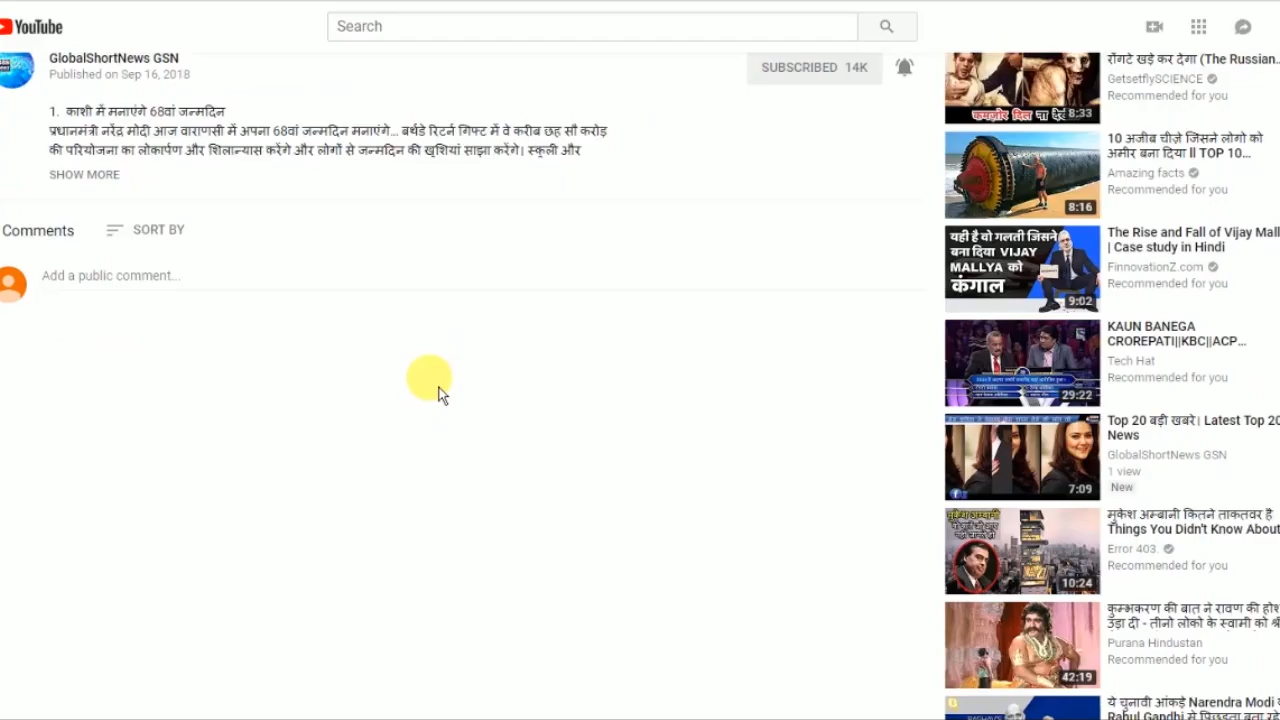 YouTube
Search
GlobalShortNews GSN
Published on Sep 16, 2018
SUBSCRIBED 14K
1. काशी में मनाएंगे 68वां जन्मदिन
प्रधानमंत्री नरेंद्र मोदी आज वाराणसी में अपना 68वां जन्मदिन मनाएंगे... बर्थडे रिटर्न गिफ्ट में वे करीब छह सौ करोड़
की परियोजना का लोकार्पण और शिलान्यास करेंगे और लोगों से जन्मदिन की खुशियां साझा करेंगे। स्कूली और
SHOW MORE
Comments
SORT BY
Add a public comment...
रोंगटे खड़े कर देगा (The Russian...
GetsetflySCIENCE
Recommended for you
कमज़ोर दिल ना
8:33
10 अजीब चीज़े जिसने लोगो को
अमीर बना दिया ll TOP 10...
Amazing facts
Recommended for you
8:16
The Rise and Fall of Vijay Mall
| Case study in Hindi
FinnovationZ.com
Recommended for you
यही है वो गलती जिसने
बना दिया VIJAY
MALLYA को
कंगाल
9:02
KAUN BANEGA
CROREPATI||KBC||ACP...
Tech Hat
Recommended for you
29:22
Top 20 बड़ी खबरे। Latest Top 20
News
GlobalShortNews GSN
1 view
New
7:09
मुकेश अम्बानी कितने ताकतवर है
Things You Didn't Know About
Error 403.
Recommended for you
मुकेश अम्बानी
10:24
कुम्भकरण की बात ने रावण की होश
उड़ा दी - तीनो लोको के स्वामी को श्री
Purana Hindustan
Recommended for you
42:19
ये चुनावी आंकड़े Narendra Modi
Rahul Gandhi